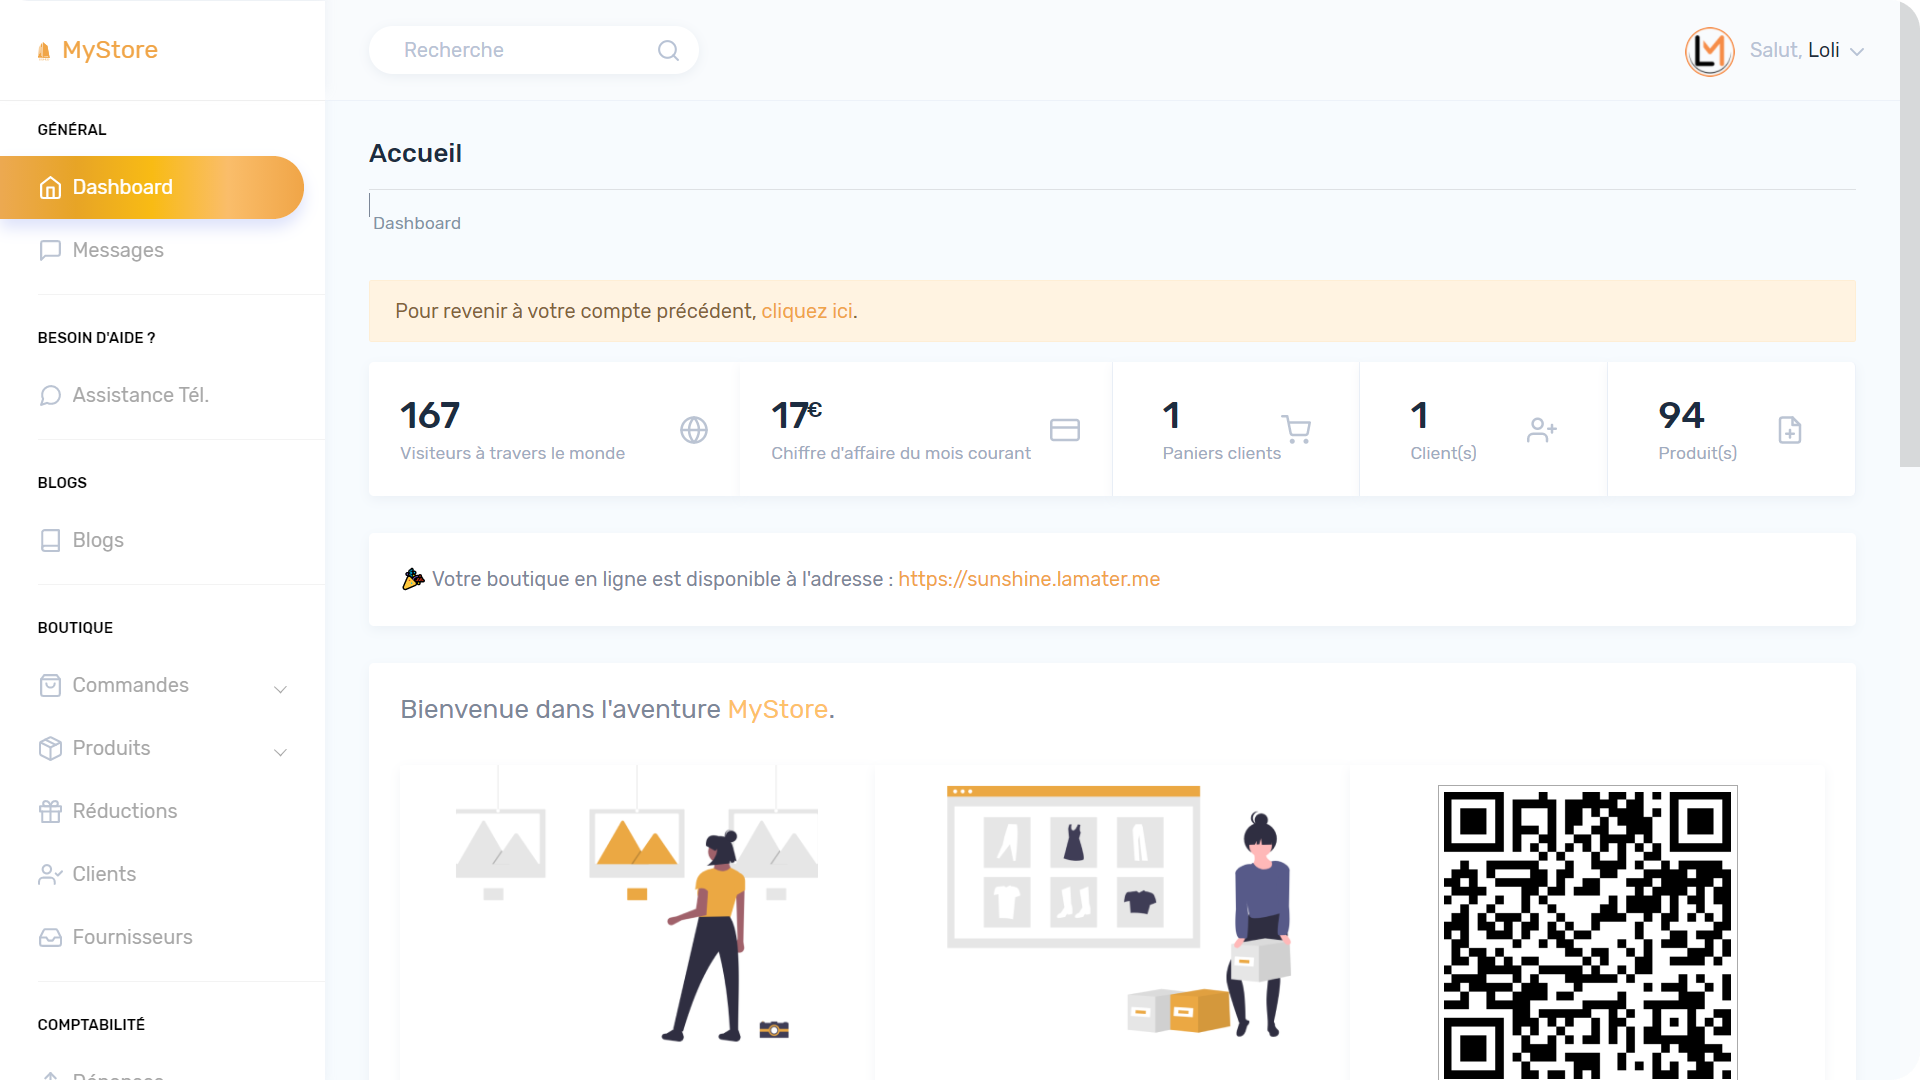 MyStore
Recherche
Salut, Loli
GÉNÉRAL
Dashboard
Messages
BESOIN D'AIDE ?
Assistance Tél.
BLOGS
Blogs
BOUTIQUE
Commandes
Produits
Réductions
Clients
Fournisseurs
COMPTABILITÉ
Dépenses
Accueil
Dashboard
Pour revenir à votre compte précédent, cliquez ici.
167
Visiteurs à travers le monde
17€
Chiffre d'affaire du mois courant
1
Paniers clients
1
Client(s)
94
Produit(s)
Votre boutique en ligne est disponible à l'adresse : https://sunshine.lamater.me
Bienvenue dans l'aventure MyStore.